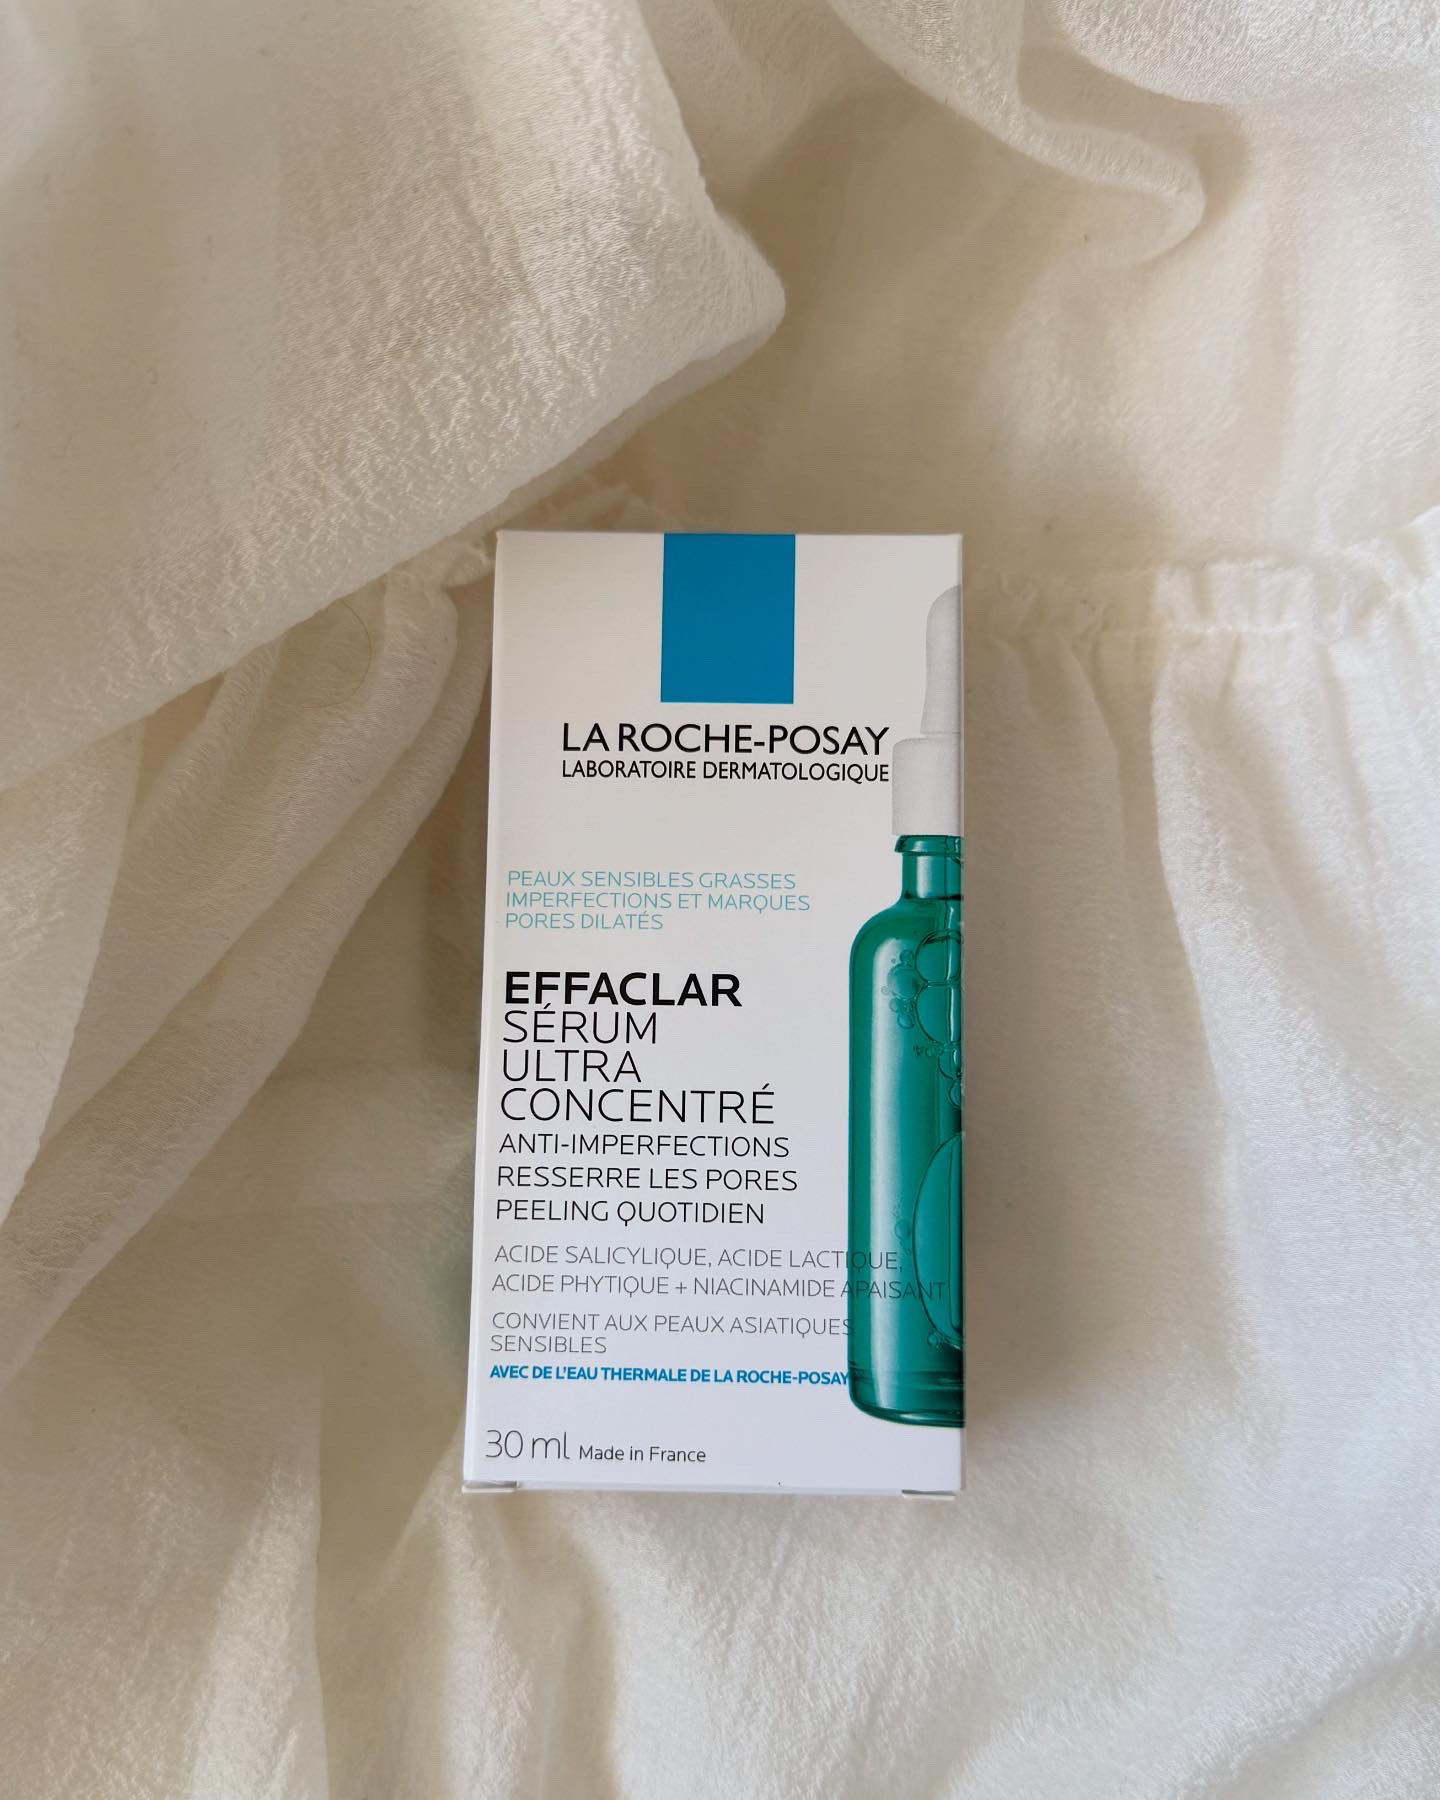 LA ROCHE-POSAY
LABORATOIRE DERMATOLOGIQUE
PEAUX SENSIBLES GRASSES
IMPERFECTIONS ET MARQUES
PORES DILATÉS
EFFACLAR
SÉRUM
ULTRA
CONCENTRÉ
ANTI-IMPERFECTIONS
RESSERRE LES PORES
PEELING QUOTIDIEN
ACIDE SALICYLIQUE, ACIDE LACTIQUE,
ACIDE PHYTIQUE + NIACINAMIDE APAISANT
CONVIENT AUX PEAUX ASIATIQUES
SENSIBLES
AVEC DE L'EAU THERMALE DE LA ROCHE-POSAY
30 ml Made in France